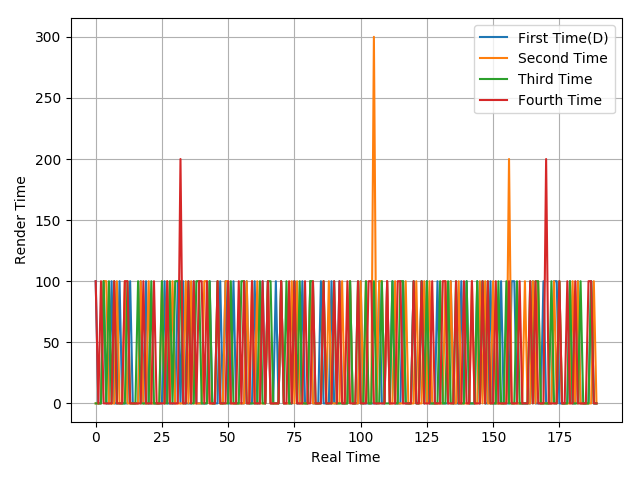 First Time(D)
Second Time
Third Time
Fourth Time
300
250
200
150
100
50
0
Render Time
0 25 50 75 100 125 150 175
Real Time